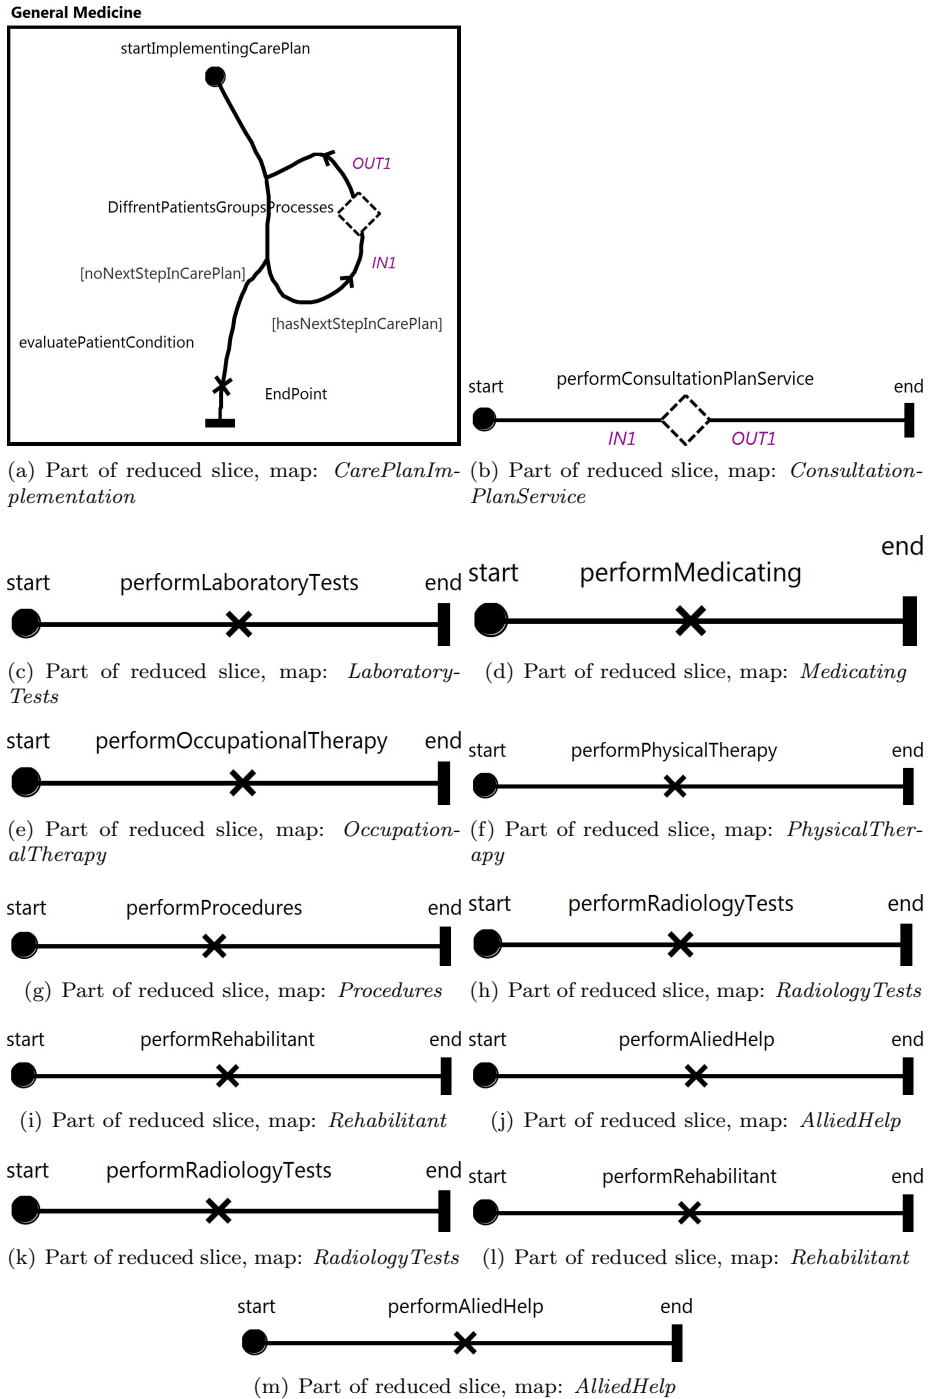 General Medicine
startImplementingCarePlan
OUT1
DiffrentPatientsGroupsProcesses
IN1
[noNextStepInCarePlan]
[hasNextStepInCarePlan]
evaluatePatientCondition
EndPoint
(a) Part of reduced slice, map: CarePlanIm-
plementation
start
performConsultationPlanService
end
IN1
OUT1
(b) Part of reduced slice, map: Consultation-
PlanService
start
performLaboratoryTests
end
(c) Part of reduced slice, map: Laboratory-
Tests
start
performMedicating
end
(d) Part of reduced slice, map: Medicating
start
performOccupationalTherapy
end
(e) Part of reduced slice, map: Occupation-
alTherapy
start
performPhysicalTherapy
end
(f) Part of reduced slice, map: PhysicalTher-
apy
start
performProcedures
end
(g) Part of reduced slice, map: Procedures
start
performRadiologyTests
end
(h) Part of reduced slice, map: RadiologyTests
start
performRehabilitant
end
(i) Part of reduced slice, map: Rehabilitant
start
performAliedHelp
end
(j) Part of reduced slice, map: AlliedHelp
start
performRadiologyTests
end
(k) Part of reduced slice, map: RadiologyTests
start
performRehabilitant
end
(l) Part of reduced slice, map: Rehabilitant
start
performAliedHelp
end
(m) Part of reduced slice, map: AlliedHelp